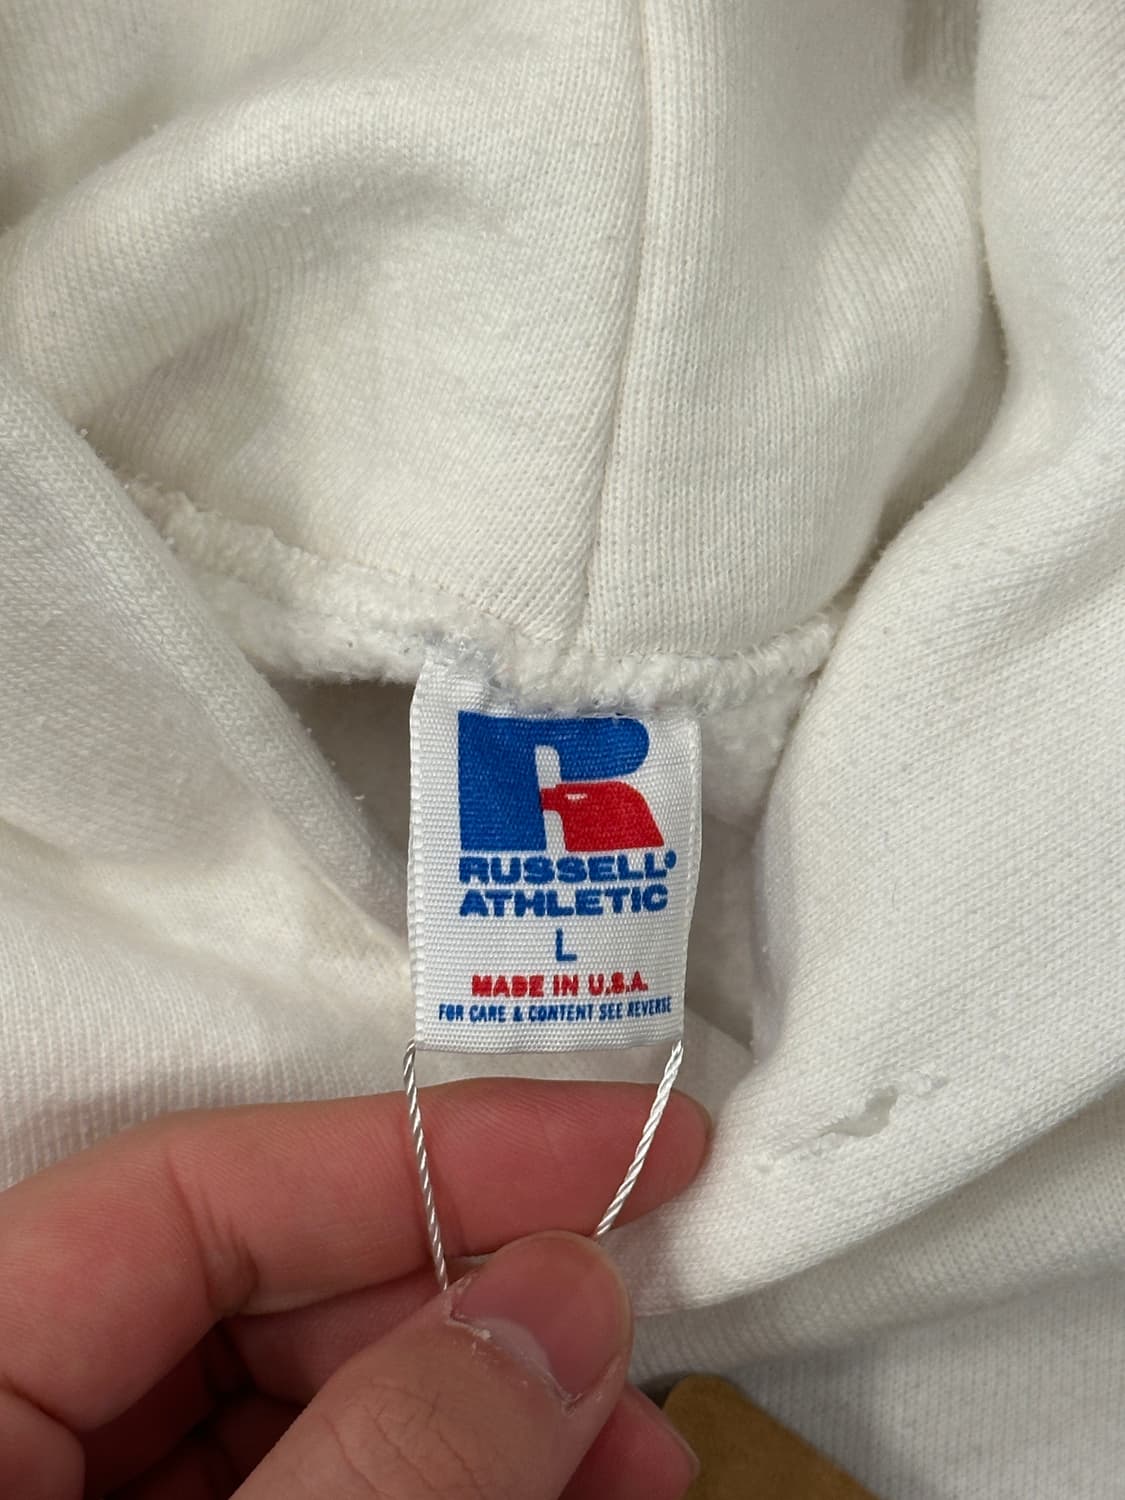 R
RUSSELL®
ATHLETIC
L
MADE IN U.S.A.
FOR CARE & CONTENT SEE REVERSE